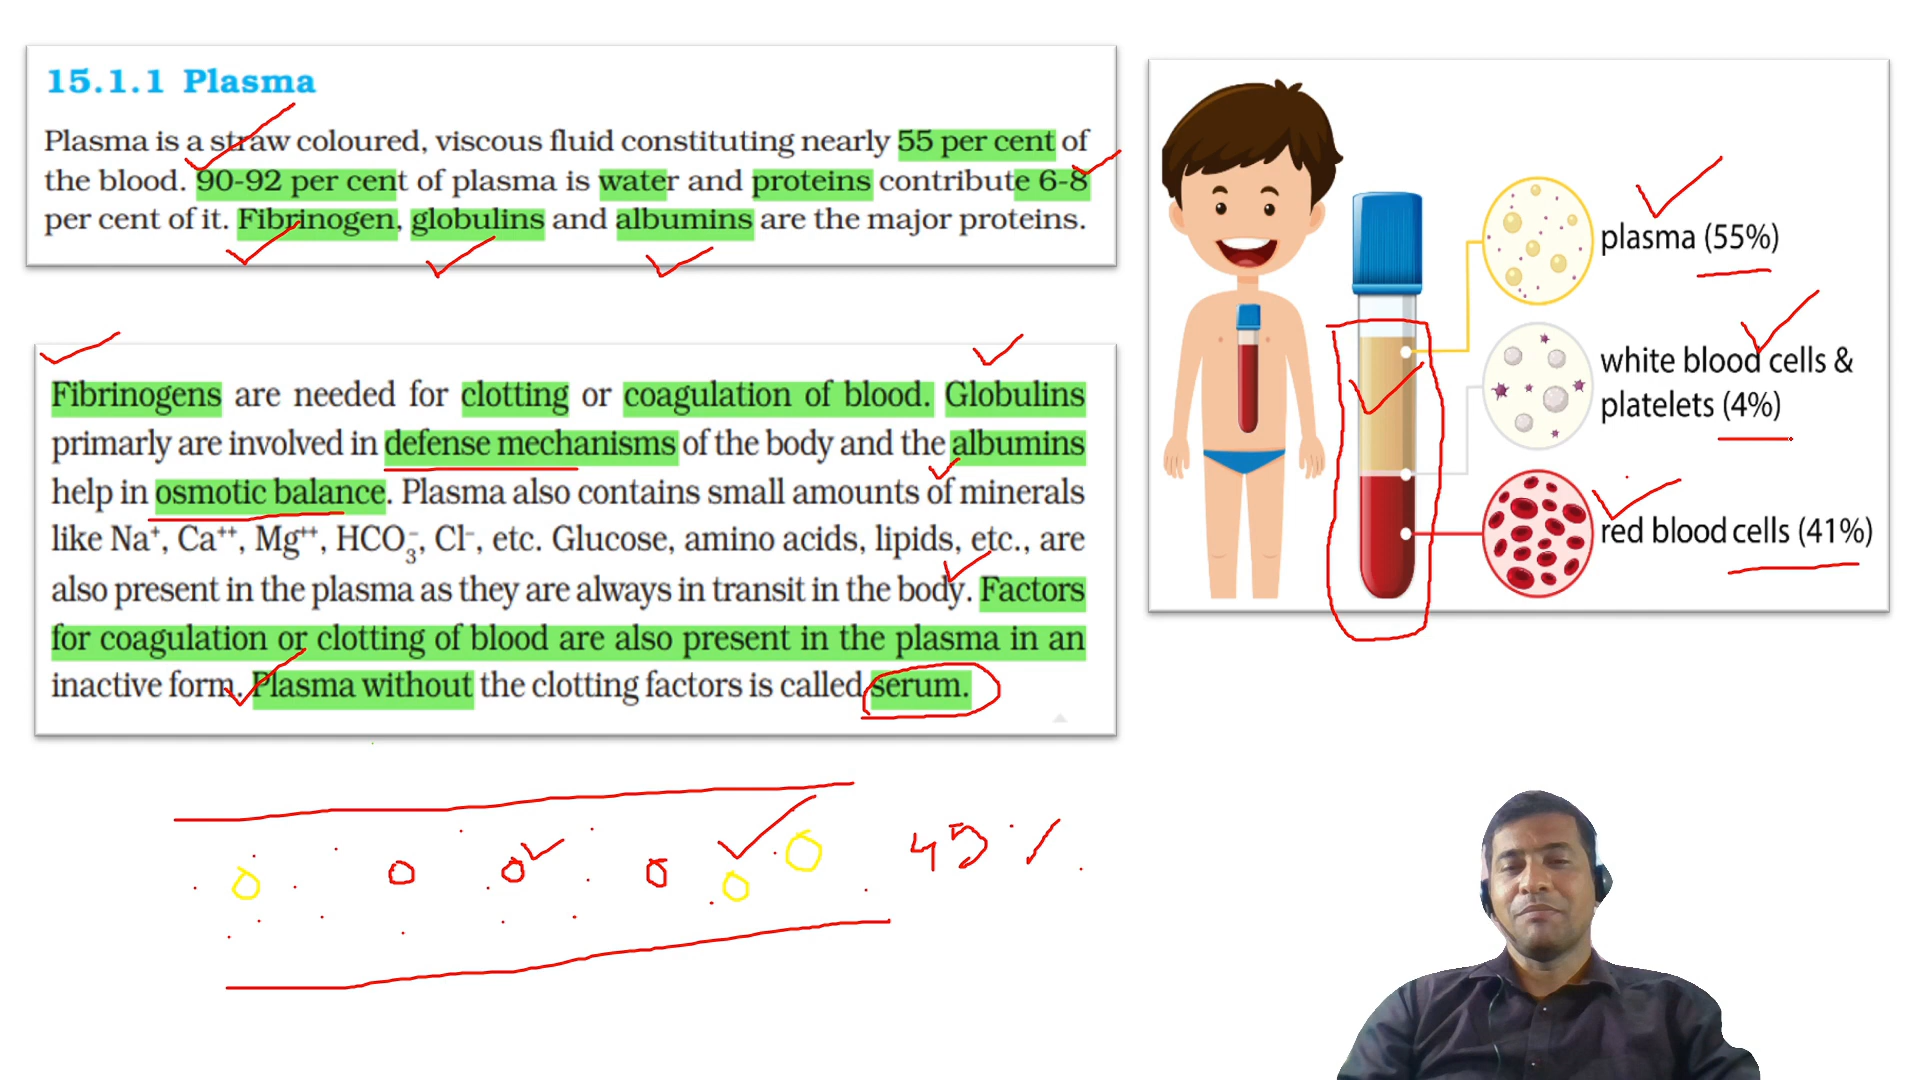 15.1.1 Plasma
Plasma is a straw coloured, viscous fluid constituting nearly 55 per cent of
the blood. 90-92 per cent of plasma is water and proteins contribute 6-8
per cent of it. Fibrinogen, globulins and albumins are the major proteins.
Fibrinogens are needed for clotting or coagulation of blood. Globulins
primarly are involved in defense mechanisms of the body and the albumins
help in osmotic balance. Plasma also contains small amounts of minerals
like Na⁺, Ca⁺⁺, Mg⁺⁺, HCO₃⁻, Cl⁻, etc. Glucose, amino acids, lipids, etc., are
also present in the plasma as they are always in transit in the body. Factors
for coagulation or clotting of blood are also present in the plasma in an
inactive form. Plasma without the clotting factors is called serum.
plasma (55%)
white blood cells &
platelets (4%)
red blood cells (41%)
45 %